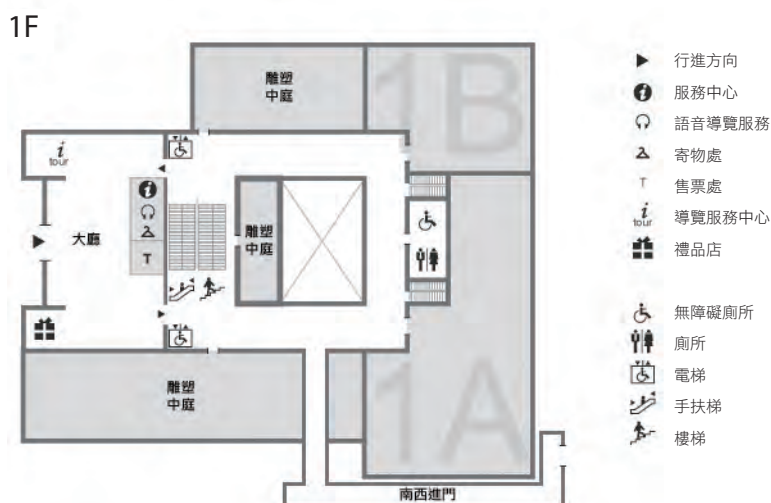 1F
雕塑
中庭
1B
i
tour
i
大廳
T
雕塑
中庭
雕塑
中庭
1A
南西進門
行進方向
i 服務中心
語音導覽服務
寄物處
T 售票處
i
tour 導覽服務中心
禮品店
無障礙廁所
廁所
電梯
手扶梯
樓梯